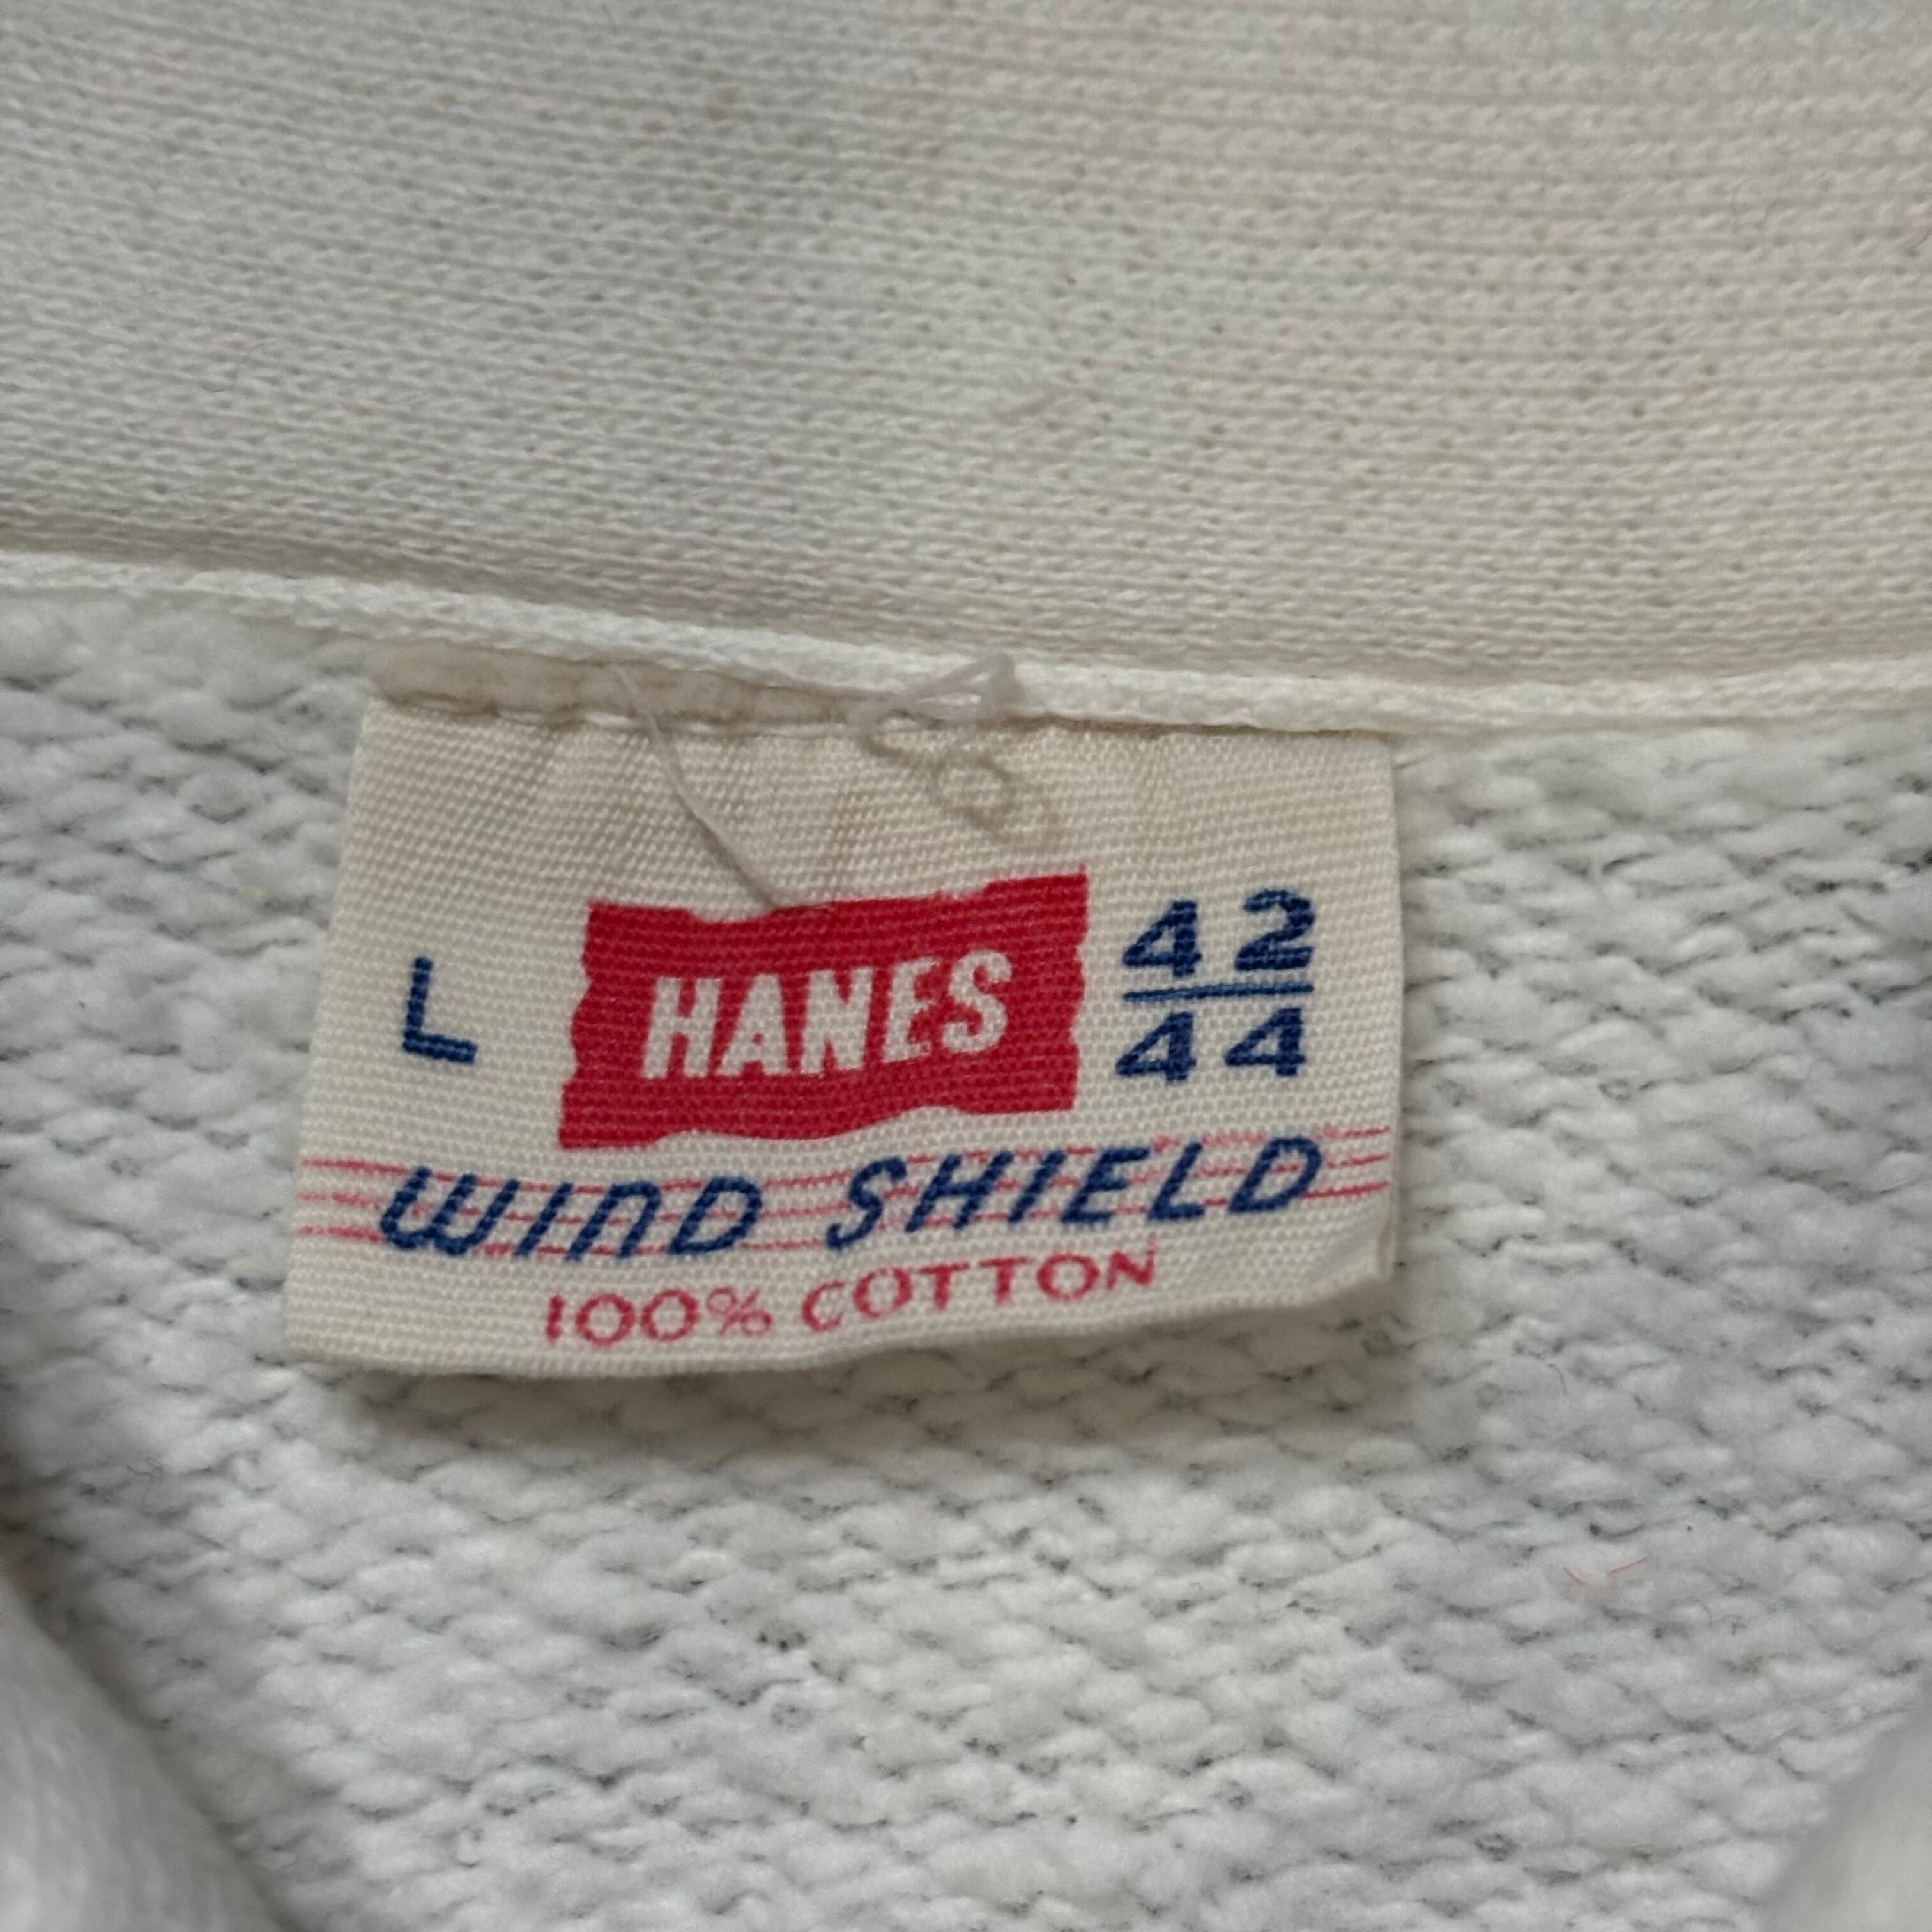 L HANES 42
44
WIND SHIELD
100% COTTON